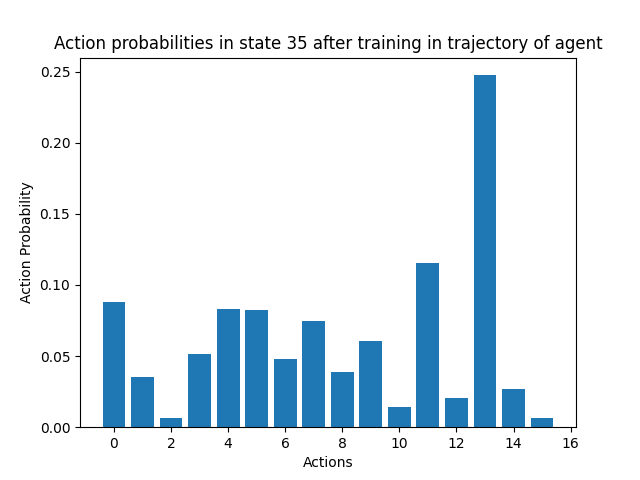 Action probabilities in state 35 after training in trajectory of agent
0.25
0.20
0.15
0.10
0.05
0.00
Action Probability
0 2 4 6 8 10 12 14 16
Actions